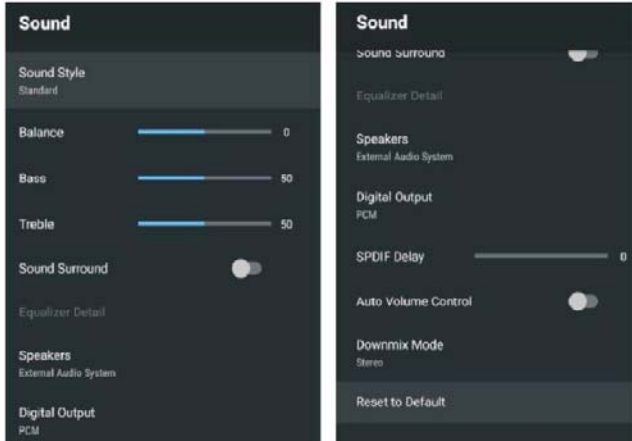 Sound
Sound Style
Standard
Balance 0
Bass 50
Treble 50
Sound Surround
Equalizer Detail
Speakers
External Audio System
Digital Output
PCM
Sound
Sound Surround
Equalizer Detail
Speakers
External Audio System
Digital Output
PCM
SPDIF Delay 0
Auto Volume Control
Downmix Mode
Stereo
Reset to Default